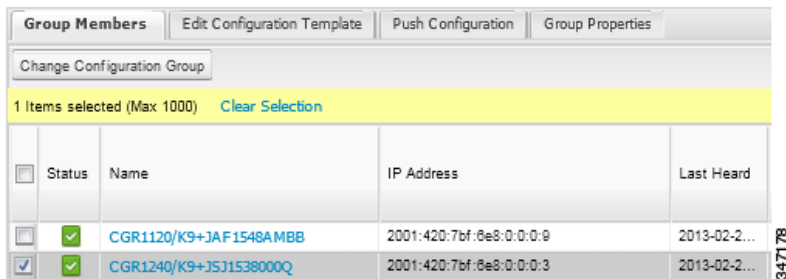 Group Members Edit Configuration Template Push Configuration Group Properties
Change Configuration Group
1 Items selected (Max 1000) Clear Selection
Status Name IP Address Last Heard
CGR1120/K9+JAF1548AMBB 2001:420:7bf:6e8:0:0:0:9 2013-02-2...
CGR1240/K9+JSJ1538000Q 2001:420:7bf:6e8:0:0:0:3 2013-02-2...
347178